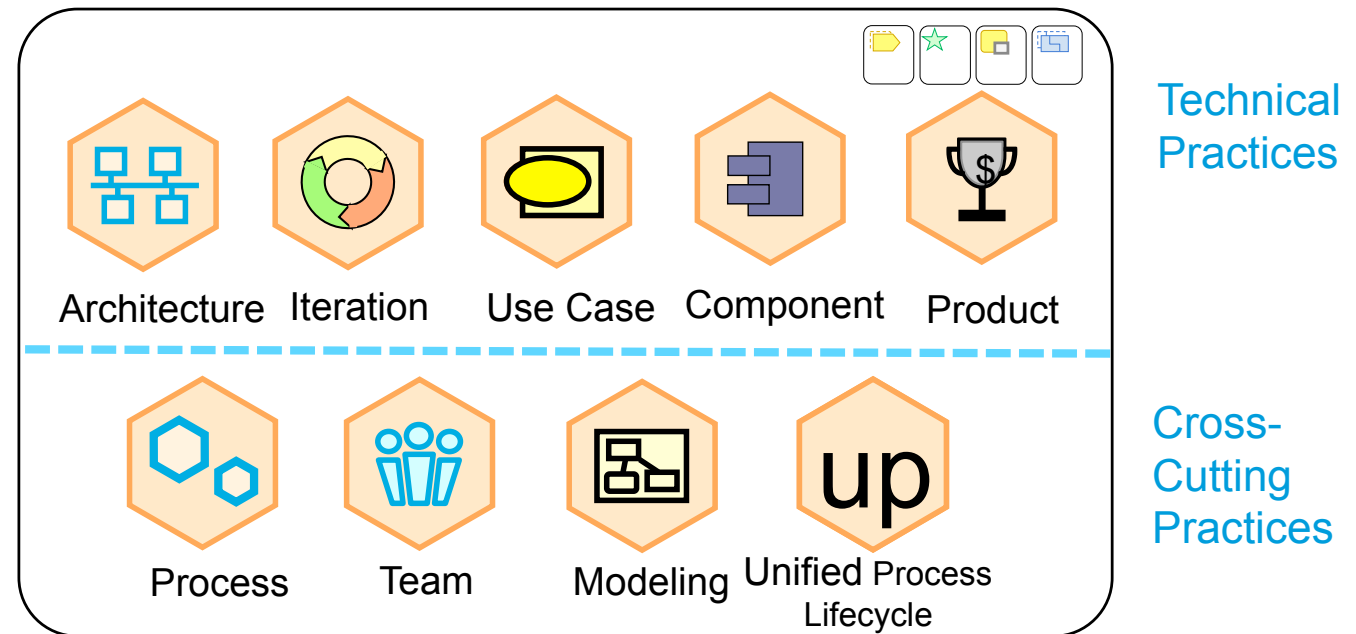 Technical
Practices
$
Architecture
Iteration
Use Case
Component
Product
Cross-
Cutting
Practices
up
Process
Team
Modeling
Unified Process
Lifecycle